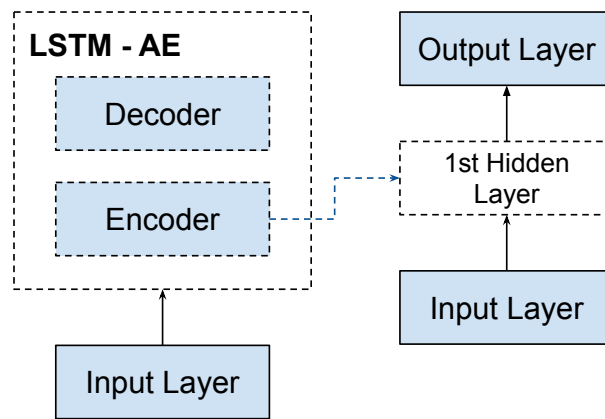 LSTM - AE
Decoder
Encoder
Input Layer
Output Layer
1st Hidden
Layer
Input Layer